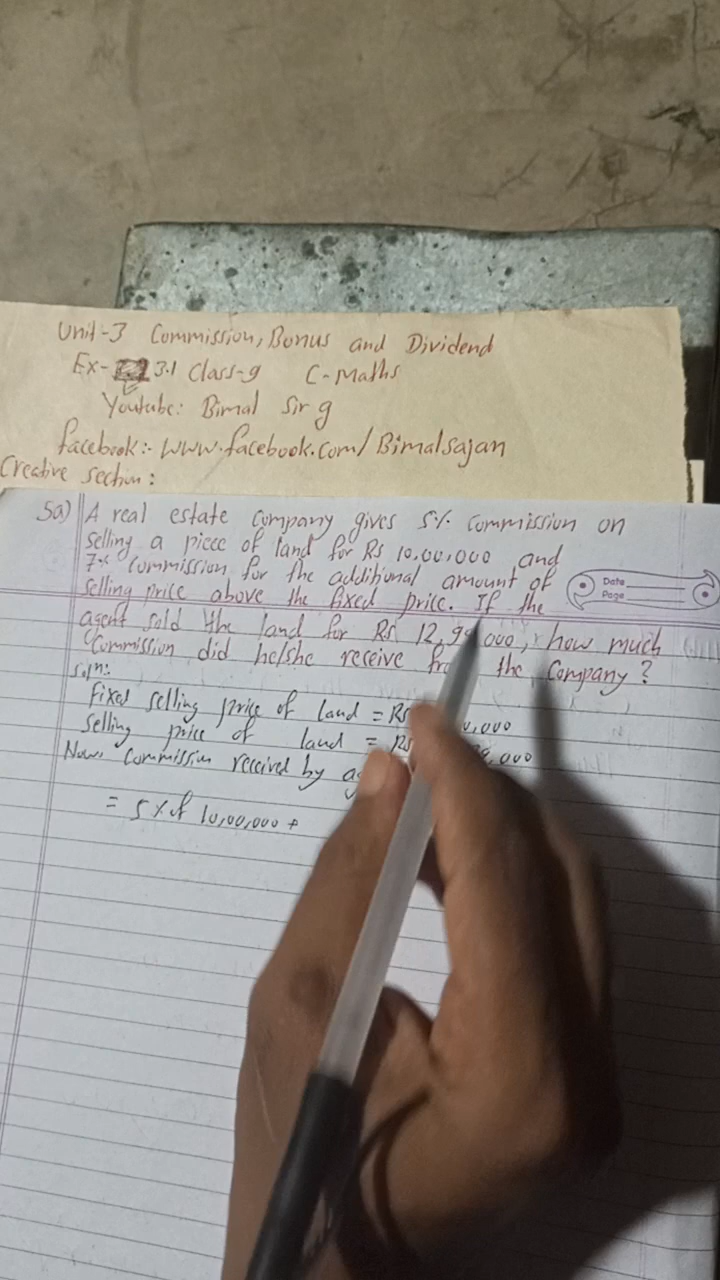 Unit-3 Commission, Bonus and Dividend
Ex- 3.1 Class-9 C-Maths
Youtube: Bimal Sir g
facebook:- www.facebook.com/Bimalsajan
Creative section:
5a) A real estate company gives 5% commission on
selling a piece of land for Rs 10,00,000 and
7% commission for the additional amount of
selling price above the fixed price. If the
agent sold the land for Rs 12,9 000, how much
Commission did he/she receive the Company?
Soln:
Fixed selling price of land = Rs 0,000
Selling price of land = Rs ,000
Now, Commission received by
= 5% of 10,00,000 +
Date
Page